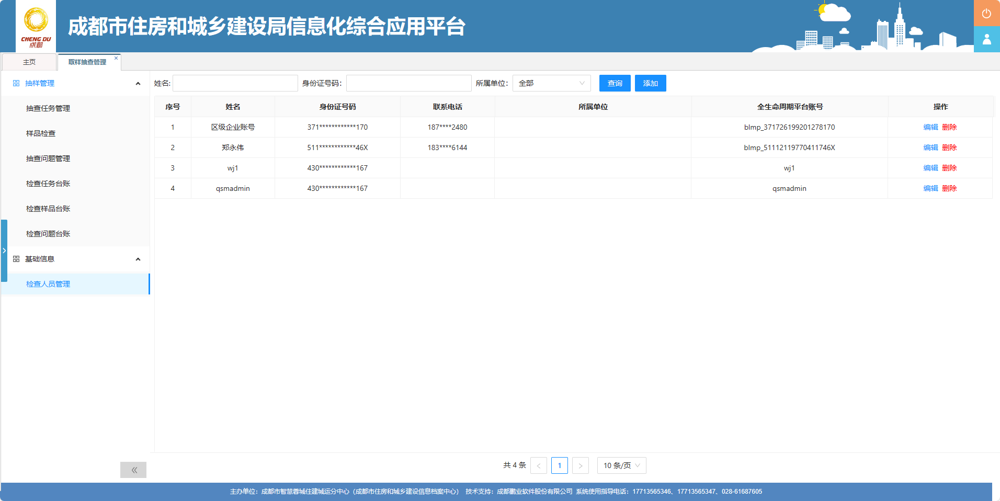 CHENG DU
成都
成都市住房和城乡建设局信息化综合应用平台
主页
取样抽查管理
抽样管理
抽查任务管理
样品检查
抽查问题管理
检查任务台账
检查样品台账
检查问题台账
基础信息
检查人员管理
姓名: 身份证号码: 所属单位: 全部 查询 添加
序号 姓名 身份证号码 联系电话 所属单位 全生命周期平台账号 操作
1 区级企业账号 371************170 187****2480 blmp_371726199201278170 编辑 删除
2 郑永伟 511************46X 183****6144 blmp_51112119770411746X 编辑 删除
3 wj1 430************167 wj1 编辑 删除
4 qsmadmin 430************167 qsmadmin 编辑 删除
共 4 条 < 1 > 10 条/页
主办单位：成都市智慧蓉城住建城运分中心（成都市住房和城乡建设信息档案中心） 技术支持：成都鹏业软件股份有限公司 系统使用指导电话：17713565346、17713565347、028-61687605